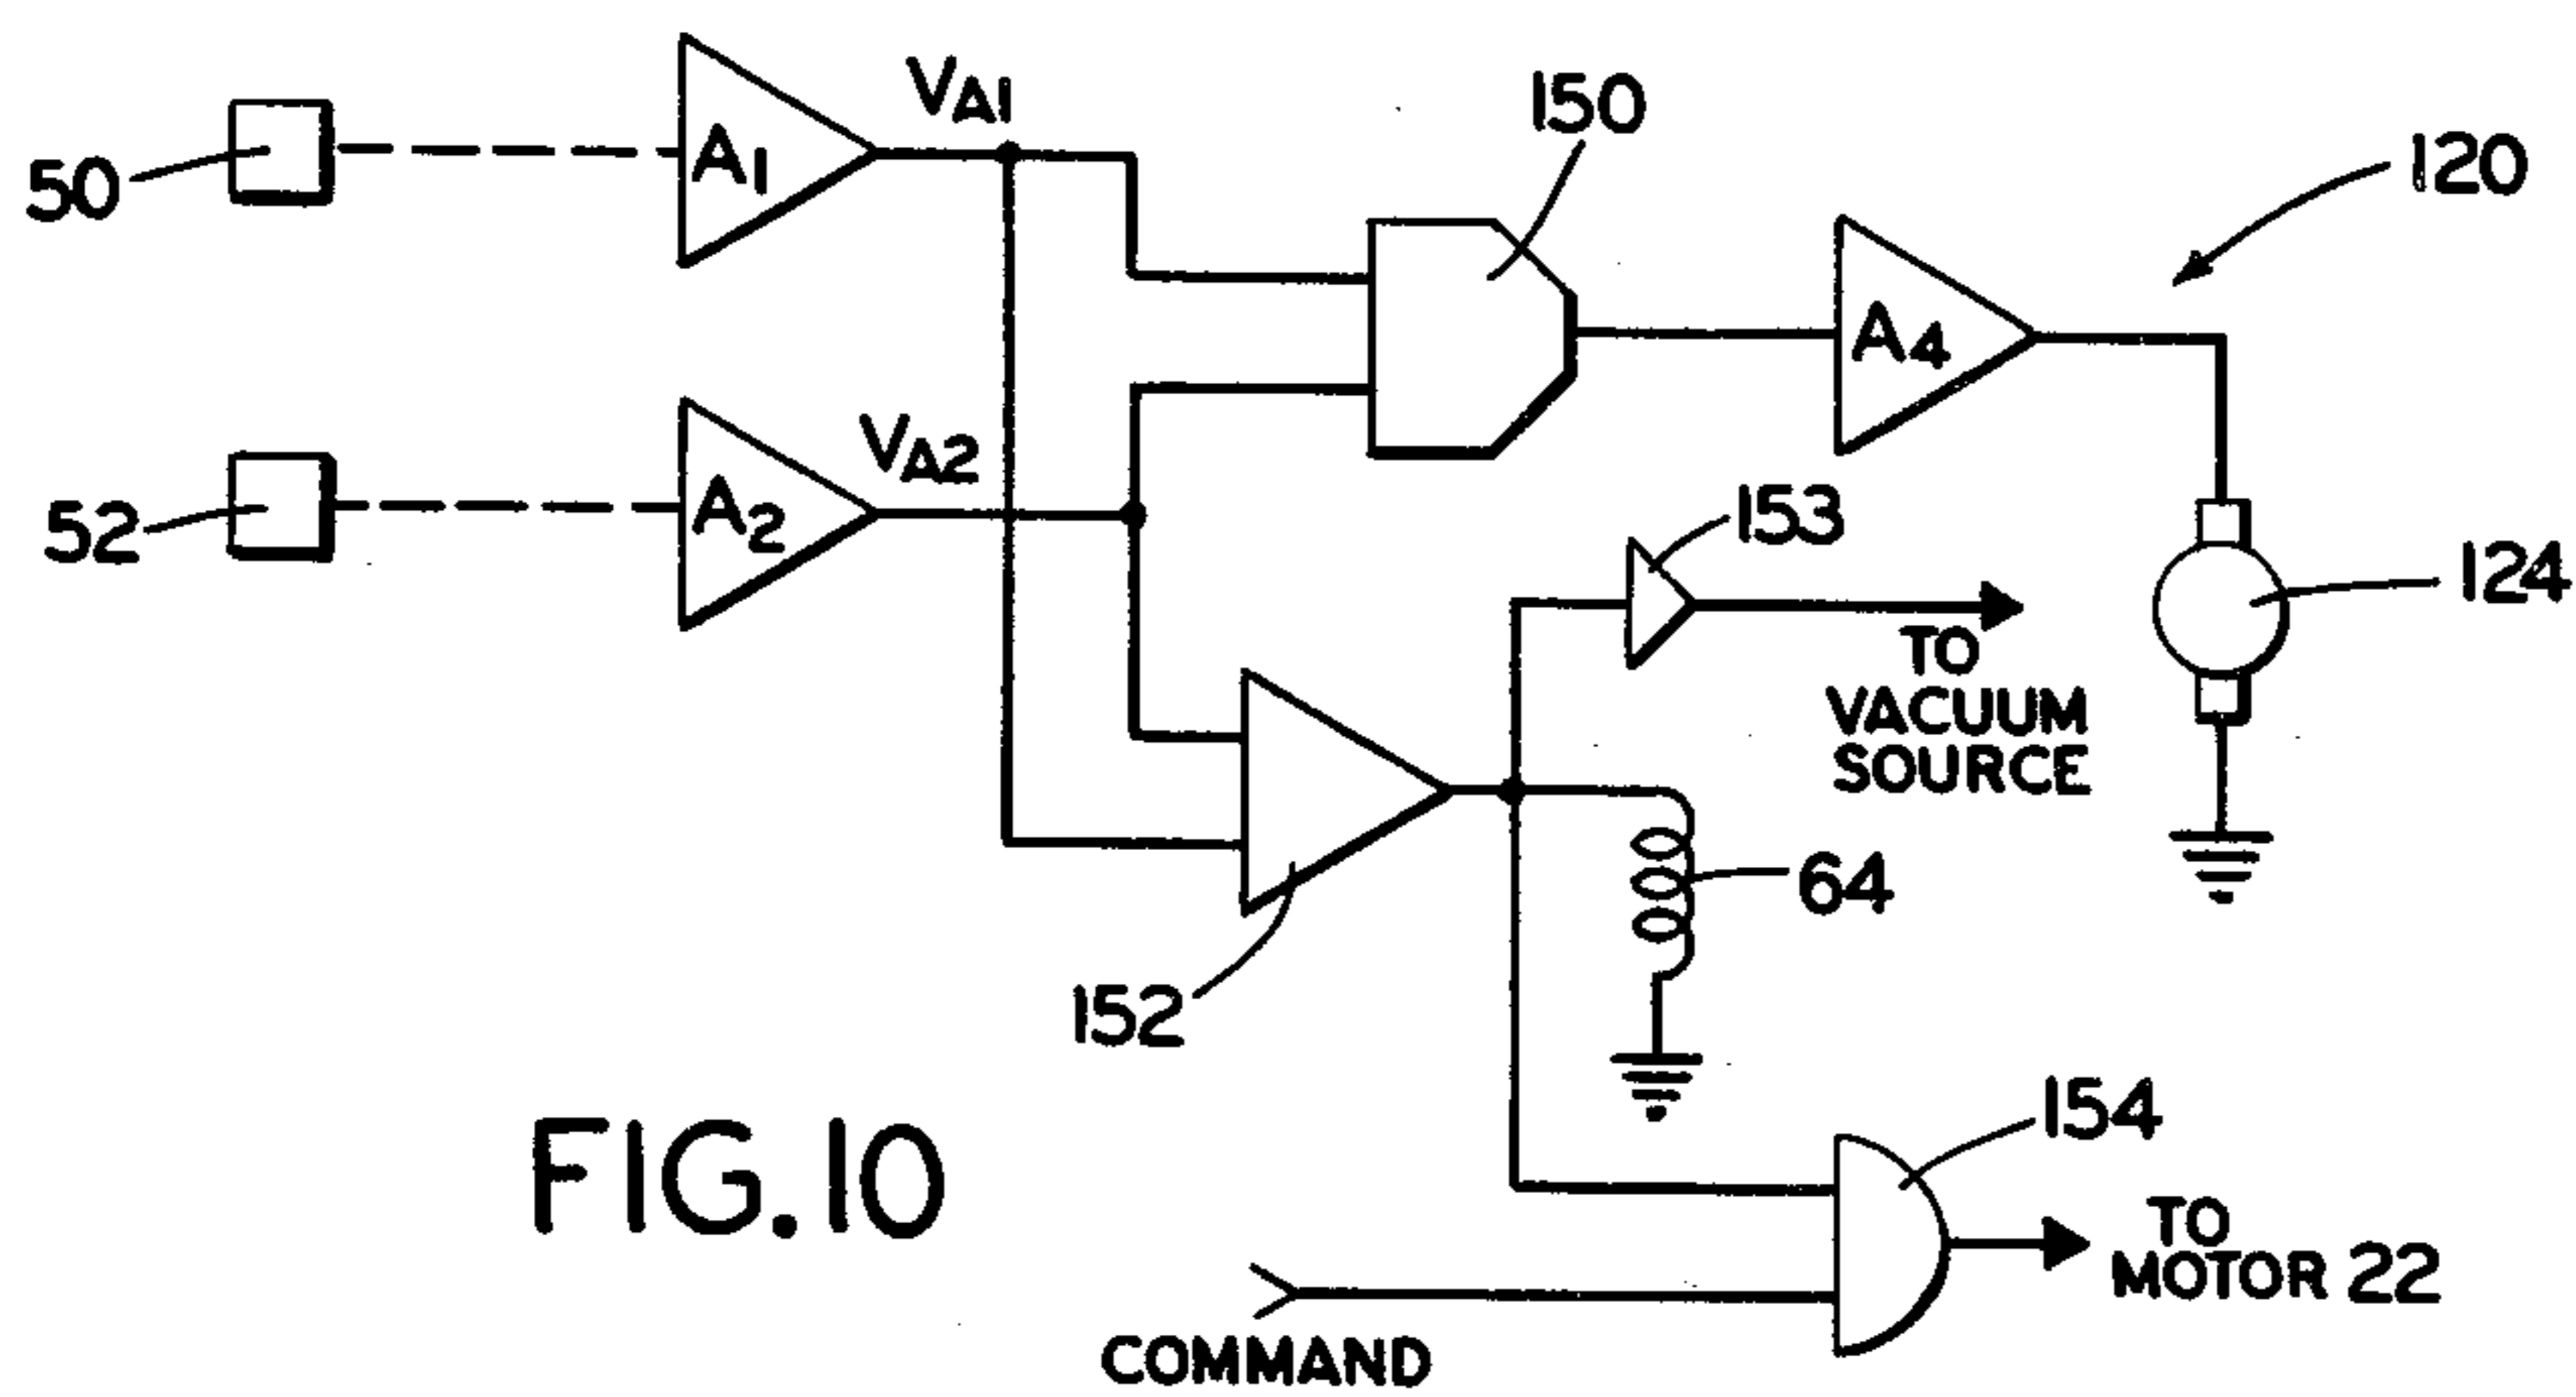 50
A1
VA1
150
120
52
A2
VA2
A4
153
124
TO
VACUUM
SOURCE
152
64
154
TO
MOTOR 22
COMMAND
FIG.10